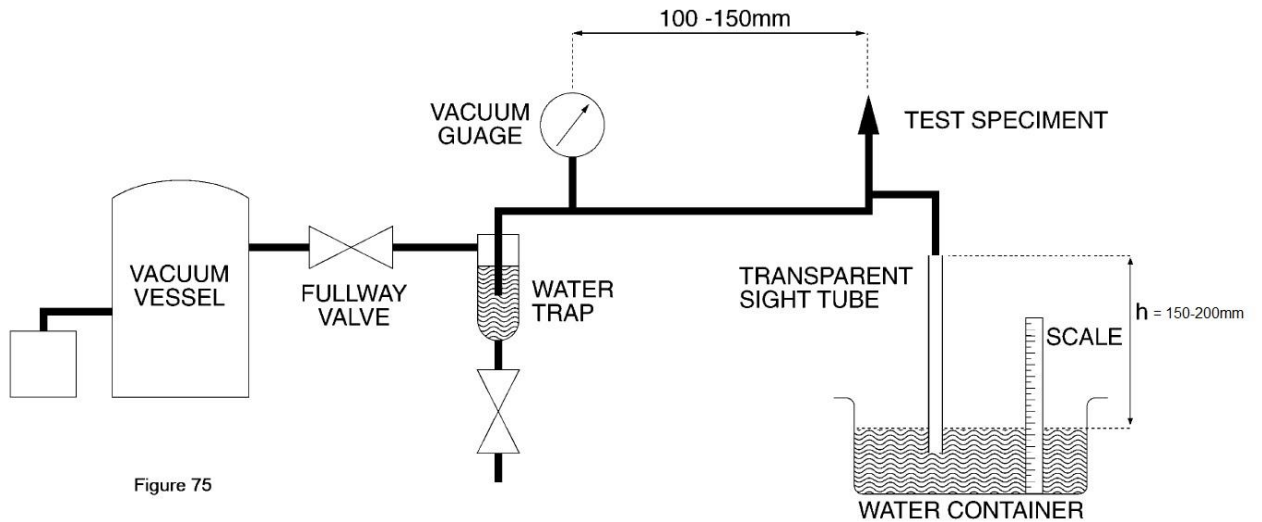 100 -150mm
VACUUM
GUAGE
TEST SPECIMENT
VACUUM
VESSEL
FULLWAY
VALVE
WATER
TRAP
TRANSPARENT
SIGHT TUBE
h = 150-200mm
SCALE
Figure 75
WATER CONTAINER